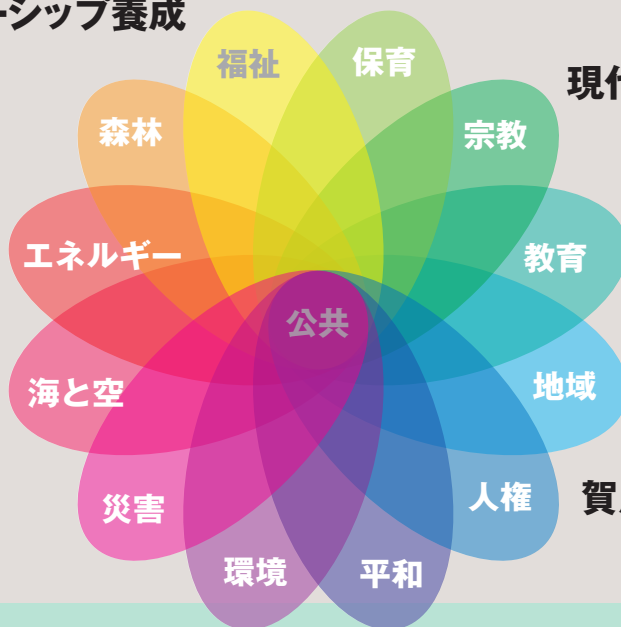 ーシップ養成
福祉
保育
現代
森林
宗教
エネルギー
教育
公共
海と空
地域
災害
人権
賀川
環境
平和